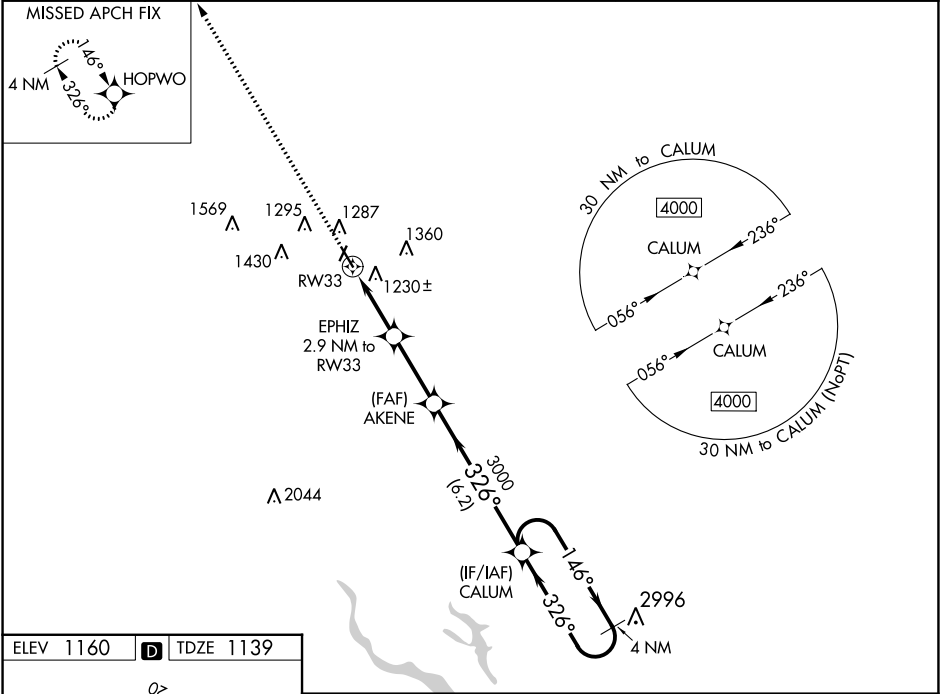 MISSED APCH FIX
146°
4 NM
HOPWO
326°
30 NM to CALUM
4000
CALUM
236°
056°
1569
1295
1287
1430
1360
RW33
1230±
EPHIZ
2.9 NM to
RW33
236°
CALUM
056°
4000
30 NM to CALUM (NoPT)
(FAF)
AKENE
3000
326°
(6.2)
2044
(IF/IAF)
CALUM
146°
326°
2996
4 NM
ELEV 1160 D TDZE 1139